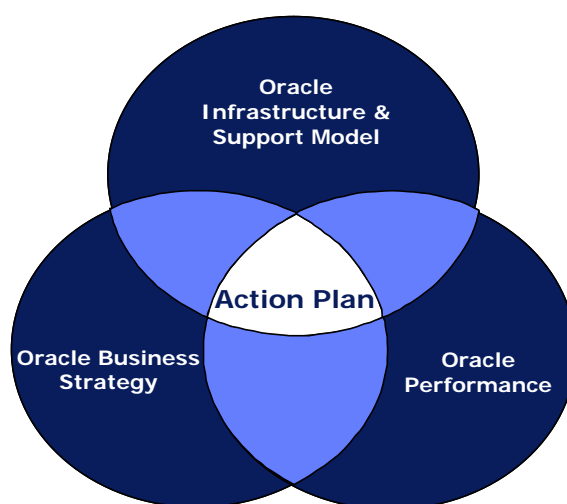 Oracle
Infrastructure &
Support Model
Action Plan
Oracle Business
Strategy
Oracle
Performance